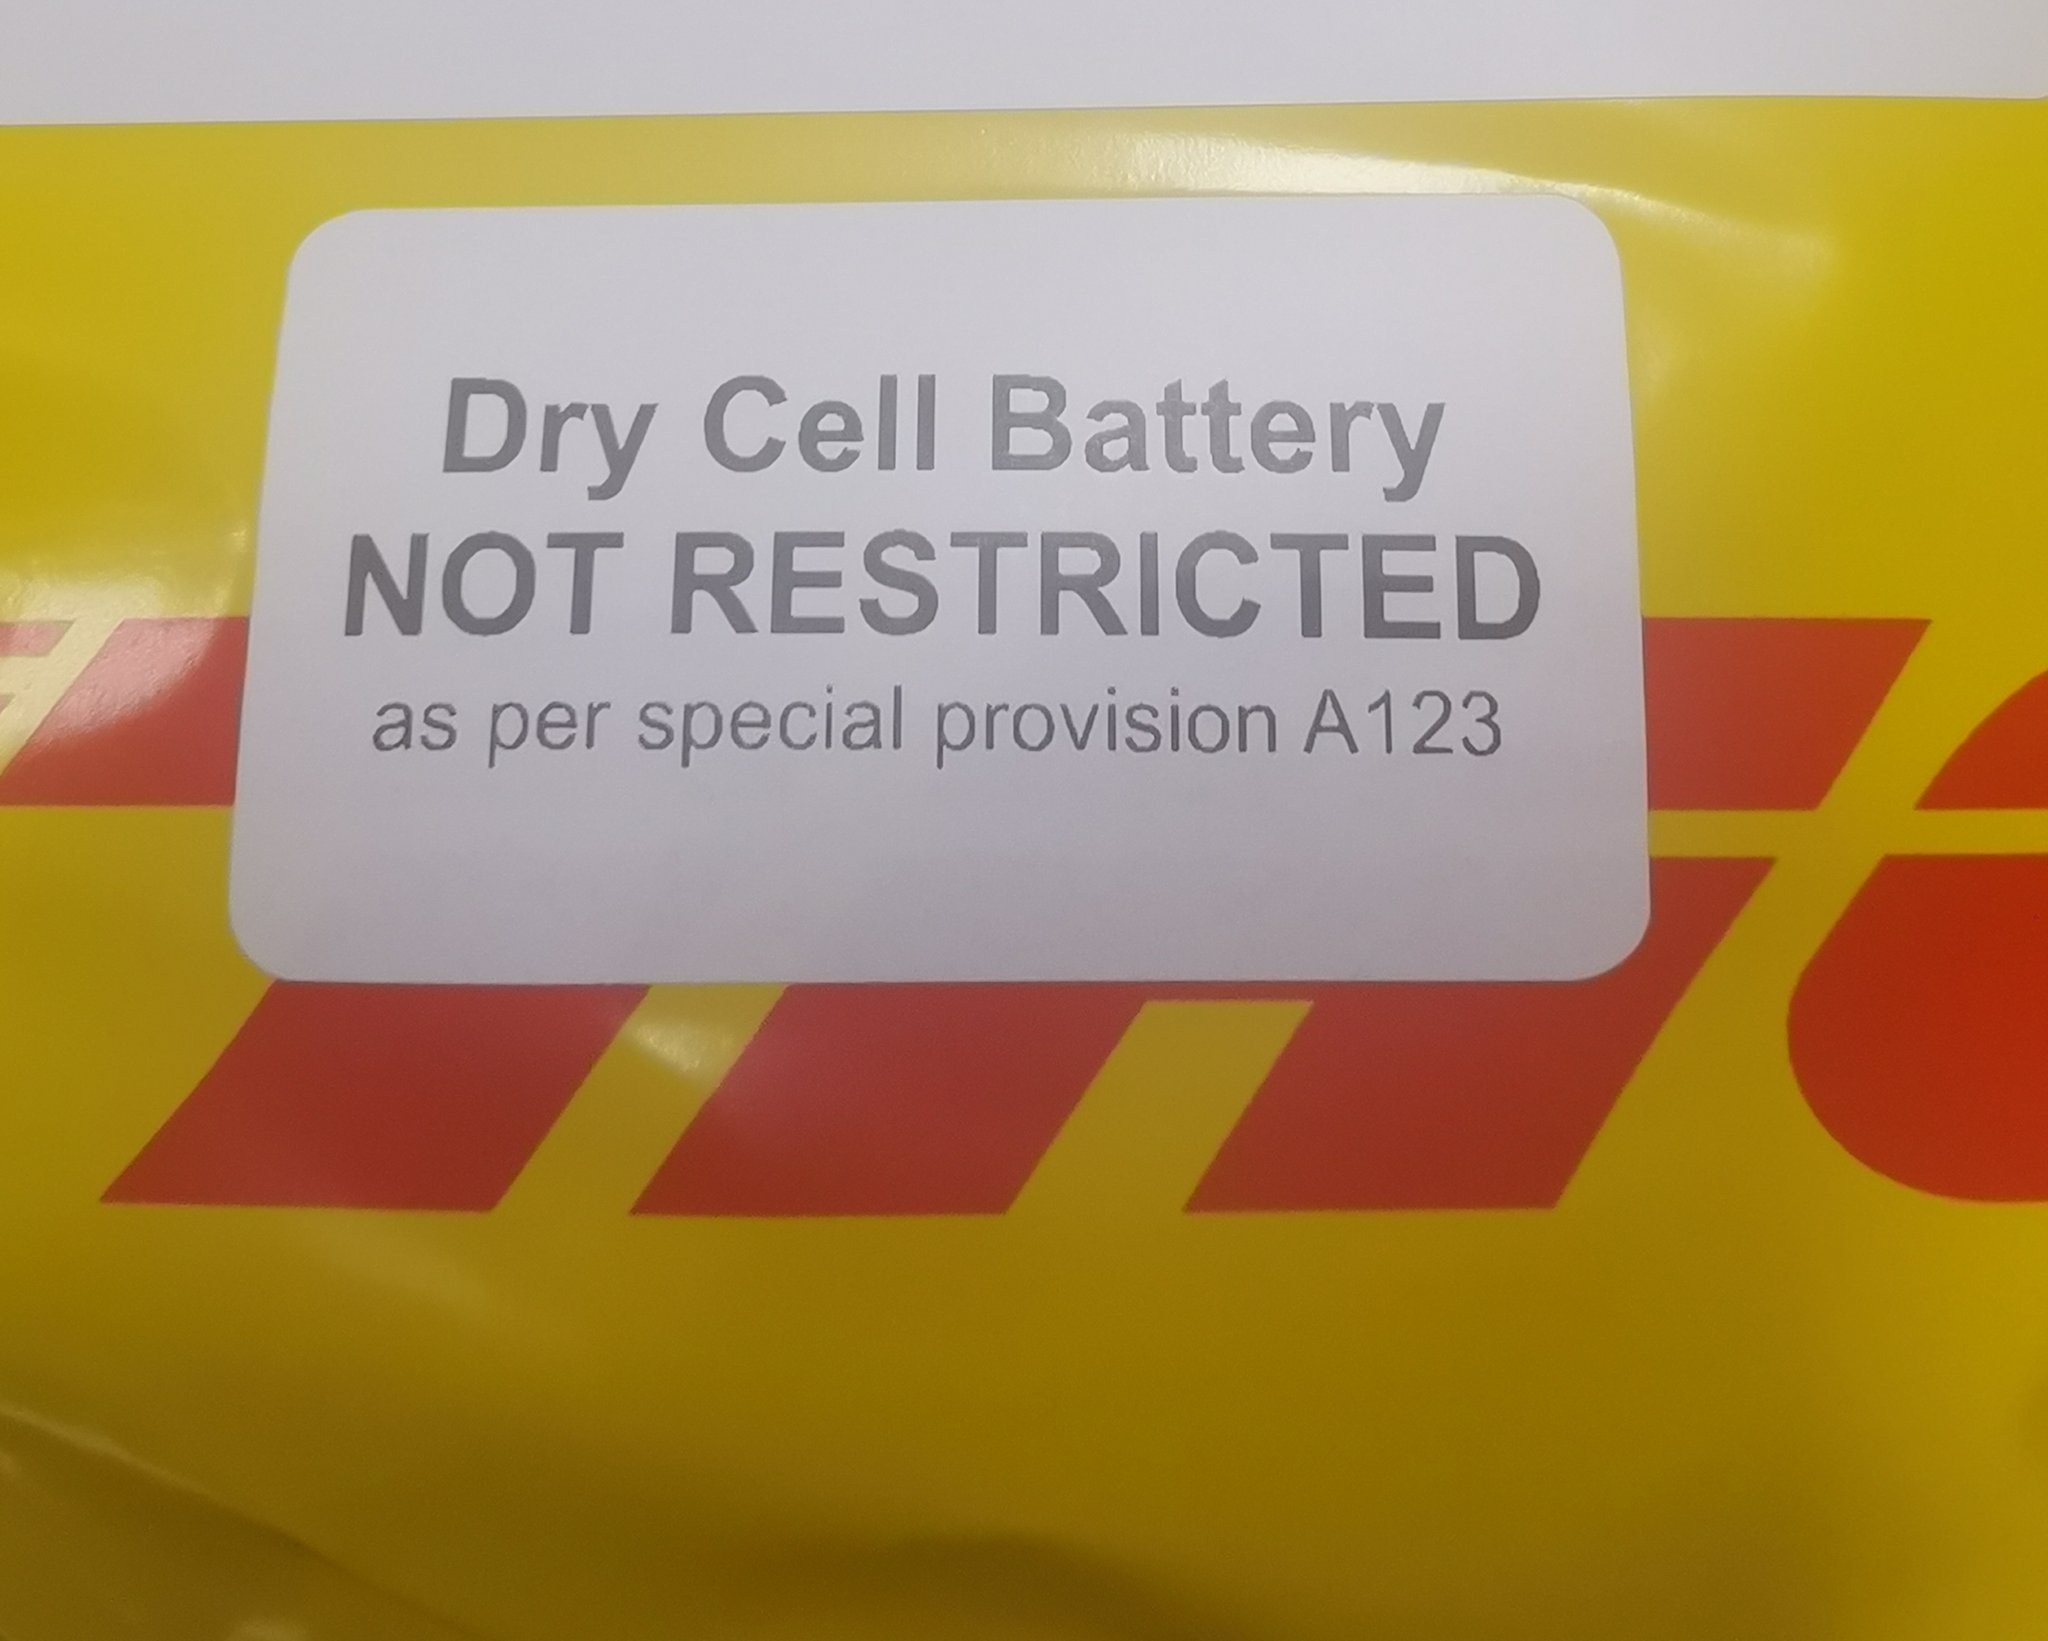 Dry Cell Battery
NOT RESTRICTED
as per special provision A123